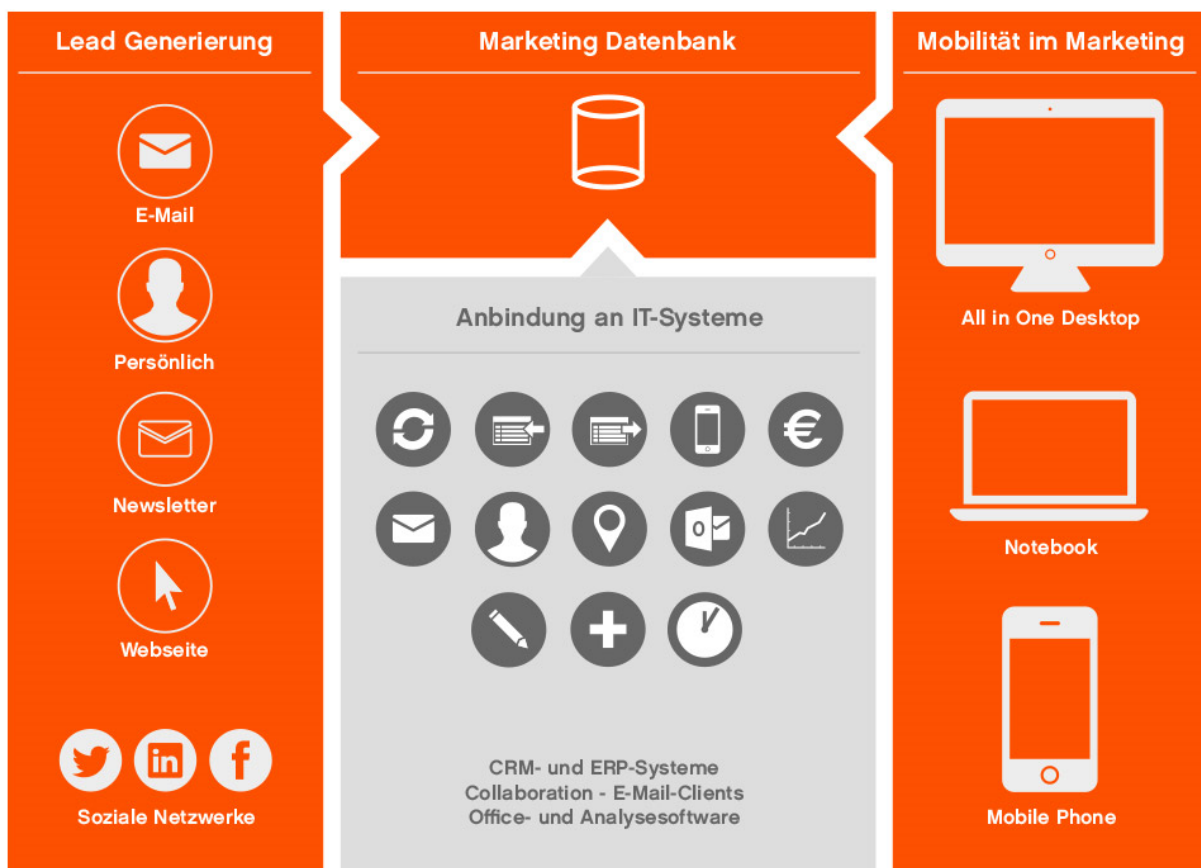 Lead Generierung
E-Mail
Persönlich
Newsletter
Webseite
in
f
Soziale Netzwerke
Marketing Datenbank
Anbindung an IT-Systeme
€
o
CRM- und ERP-Systeme
Collaboration - E-Mail-Clients
Office- und Analysesoftware
Mobilität im Marketing
All in One Desktop
Notebook
Mobile Phone